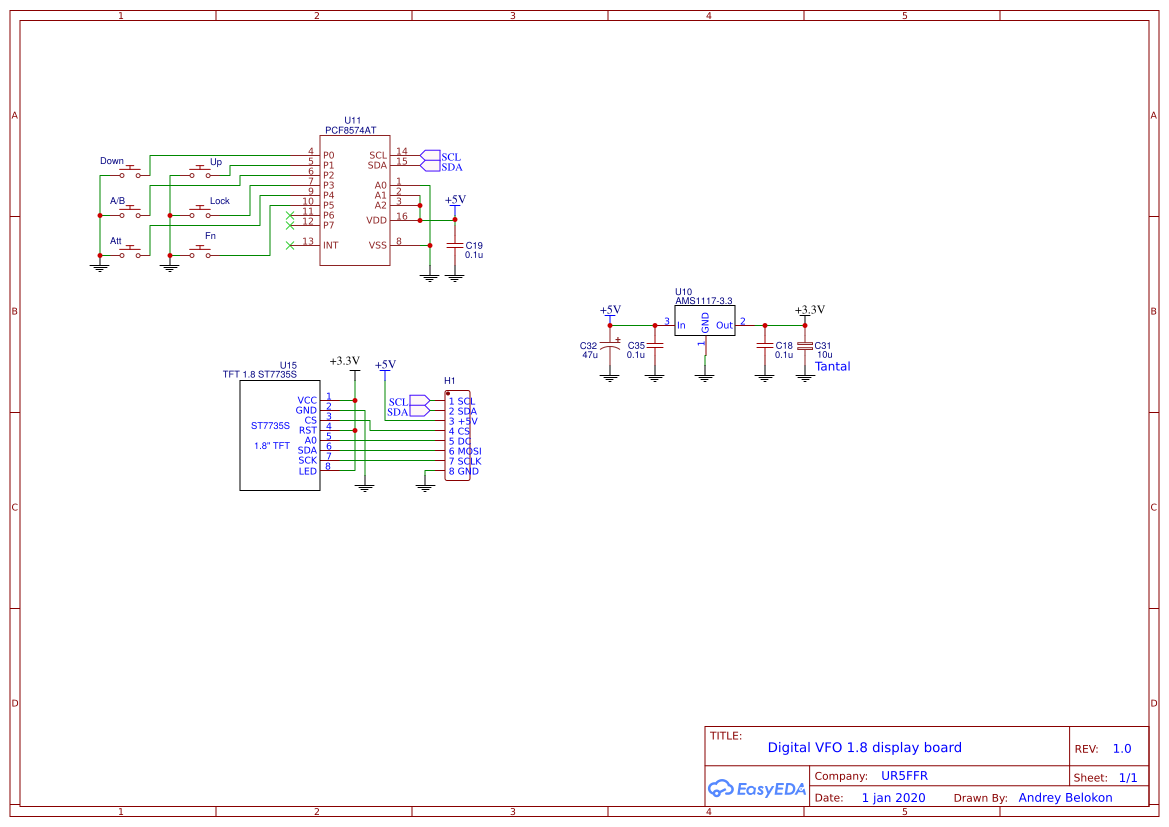 1 2 3 4 5
A
A
U11
PCF8574AT
Down
Up
A/B
Lock
Att
Fn
4 P0
5 P1
6 P2
7 P3
9 P4
10 P5
11 P6
12 P7
13 INT
SCL 14
SDA 15
A0 1
A1 2
A2 3
VDD 16
VSS 8
SCL
SDA
+5V
C19
0.1u
B
B
U10
AMS1117-3.3
+5V
3 In
GND
1
Out 2
+3.3V
C32
47u
C35
0.1u
C18
0.1u
C31
10u
Tantal
U15
TFT 1.8 ST7735S
ST7735S
1.8" TFT
VCC 1
GND 2
CS 3
RST 4
A0 5
SDA 6
SCK 7
LED 8
+3.3V
+5V
SCL
SDA
H1
1 SCL
2 SDA
3 +5V
4 CS
5 DC
6 MOSI
7 SCLK
8 GND
C
C
D
D
TITLE:
Digital VFO 1.8 display board
REV: 1.0
EasyEDA
Company: UR5FFR
Sheet: 1/1
Date: 1 jan 2020 Drawn By: Andrey Belokon
1 2 3 4 5